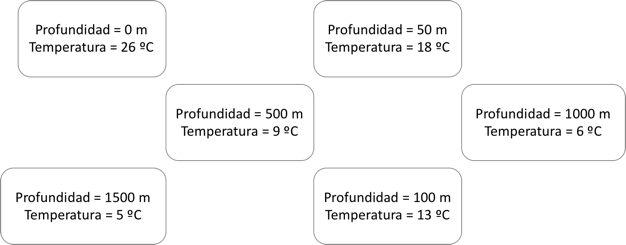 Profundidad = 0 m
Temperatura = 26 ºC
Profundidad = 50 m
Temperatura = 18 ºC
Profundidad = 500 m
Temperatura = 9 ºC
Profundidad = 1000 m
Temperatura = 6 ºC
Profundidad = 1500 m
Temperatura = 5 ºC
Profundidad = 100 m
Temperatura = 13 ºC